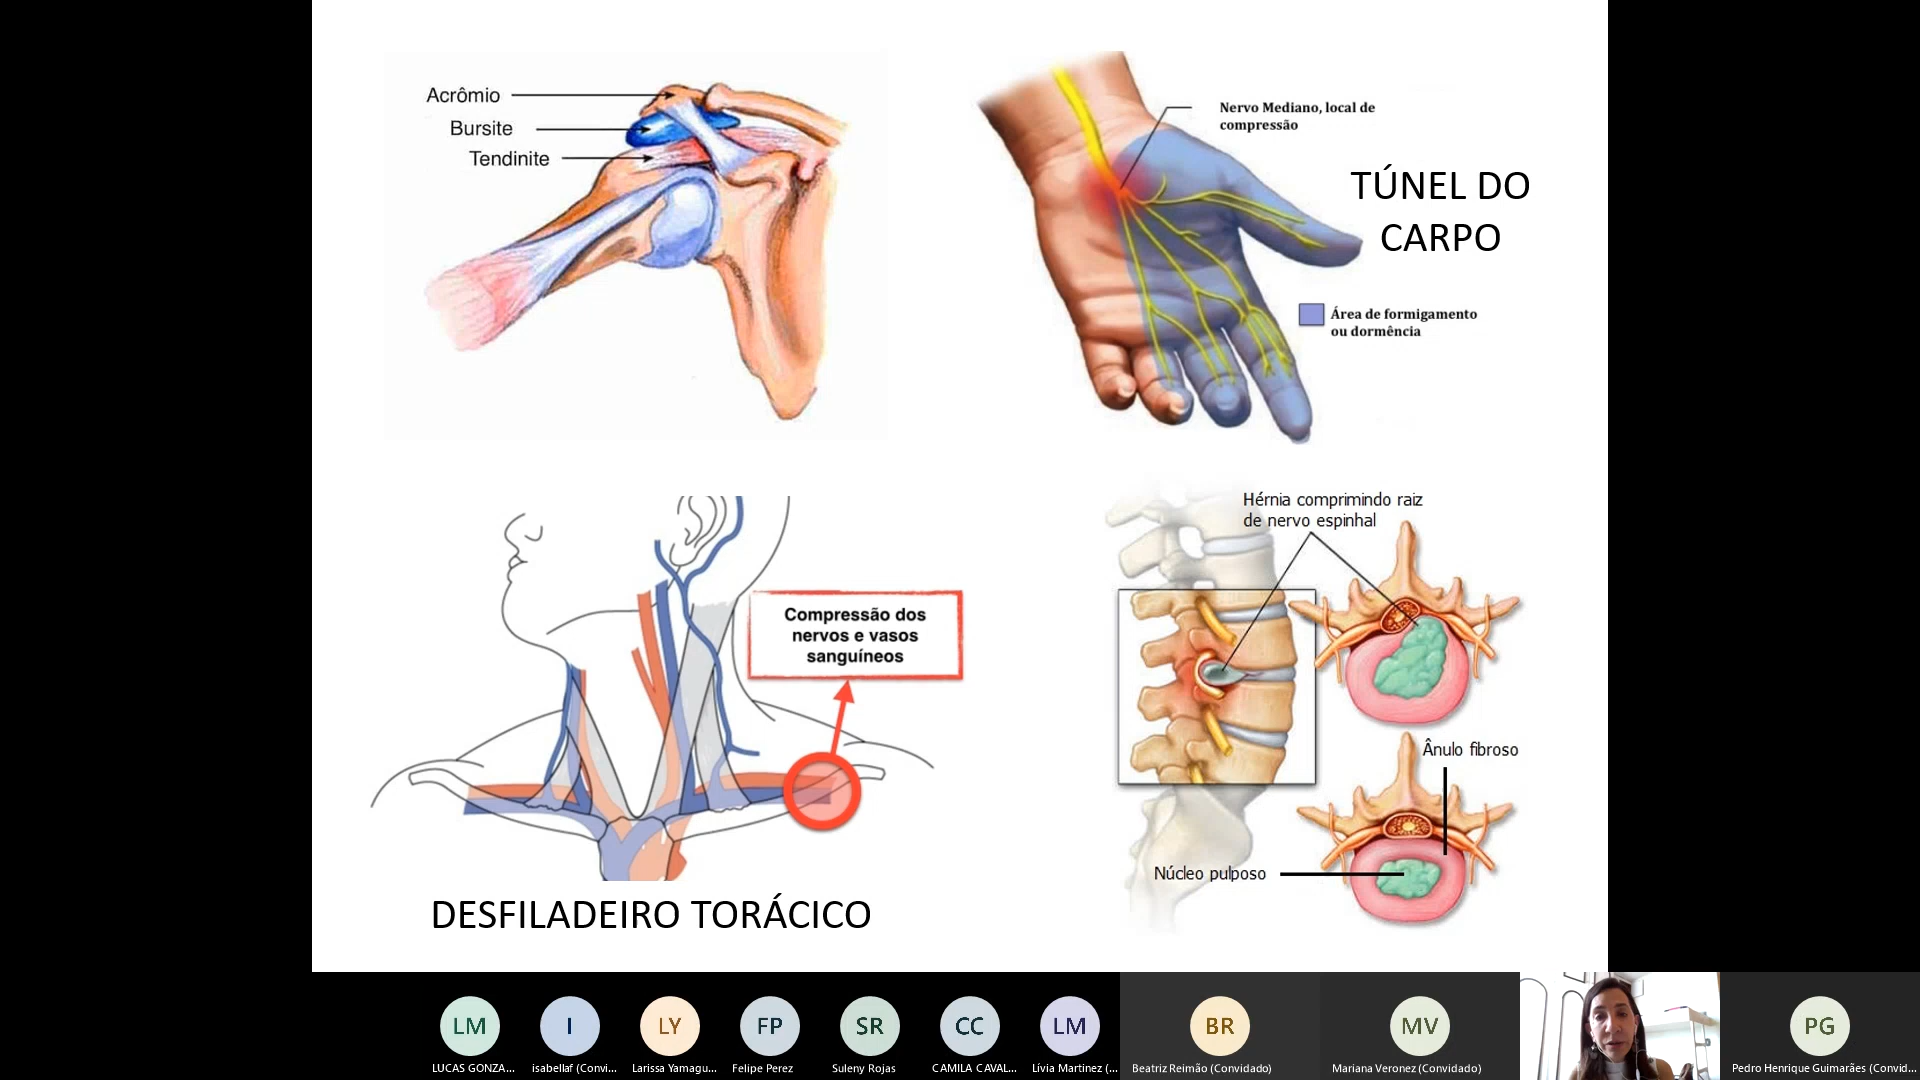 Acrômio
Bursite
Tendinite
Nervo Mediano, local de
compressão
TÚNEL DO
CARPO
Área de formigamento
ou dormência
Compressão dos
nervos e vasos
sanguíneos
DESFILADEIRO TORÁCICO
Hérnia comprimindo raiz
de nervo espinhal
Ânulo fibroso
Núcleo pulposo
LM
I
LY
FP
SR
CC
LM
BR
MV
PG
LUCAS GONZA...
isabellaf (Convi...
Larissa Yamagu...
Felipe Perez
Suleny Rojas
CAMILA CAVAL...
Lívia Martinez (...
Beatriz Reimão (Convidado)
Mariana Veronez (Convidado)
Pedro Henrique Guimarães (Convid...